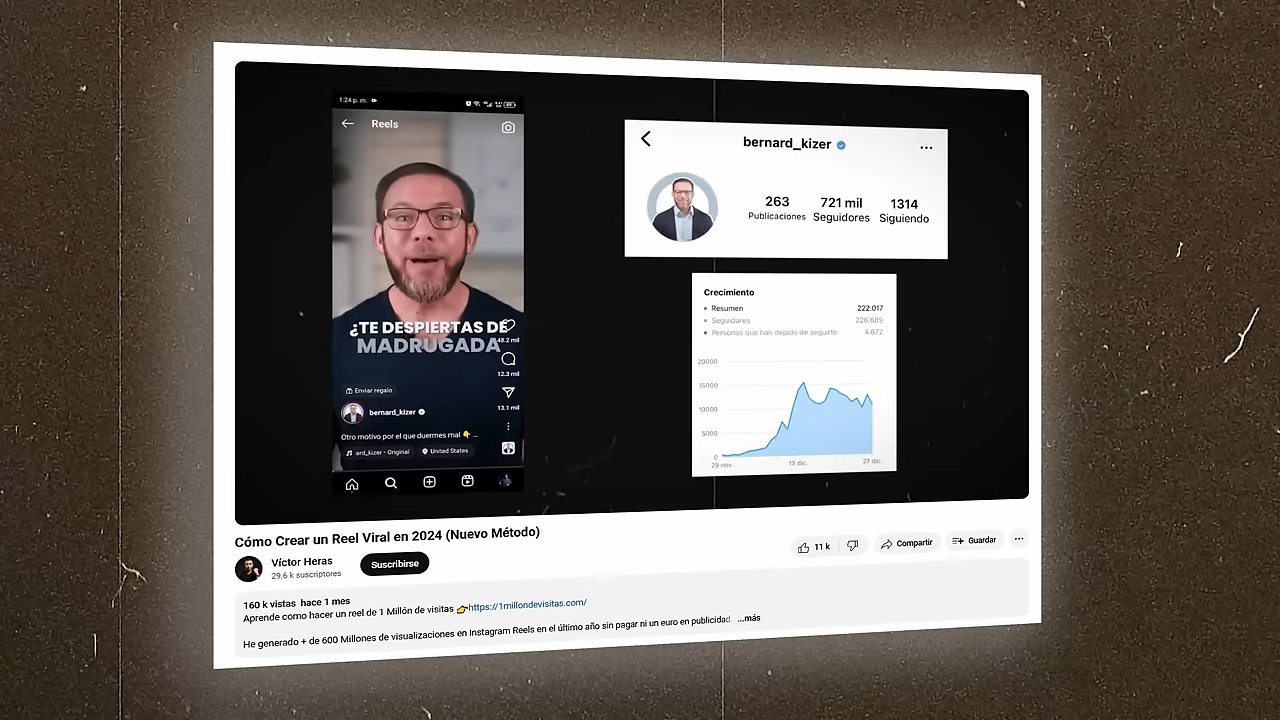 1:24 p. m.
Reels
¿TE DESPIERTAS DE
MADRUGADA
48.2 mil
12.3 mil
13.1 mil
Enviar regalo
bernard_kizer
Otro motivo por el que duermes mal 👇 ...
ard_kizer • Original
United States
bernard_kizer
263
Publicaciones
721 mil
Seguidores
1314
Siguiendo
Crecimiento
Resumen 222.017
Seguidores 226.689
Personas que han dejado de seguirte 4.672
20000
15000
10000
5000
0
29 nov. 13 dic. 27 dic.
Cómo Crear un Reel Viral en 2024 (Nuevo Método)
Víctor Heras
29.6 k suscriptores
Suscribirse
11 k
Compartir
Guardar
160 k vistas hace 1 mes
Aprende como hacer un reel de 1 Millón de visitas 👉https://1millondevisitas.com/
He generado + de 600 Millones de visualizaciones en Instagram Reels en el último año sin pagar ni un euro en publicidad. ...más